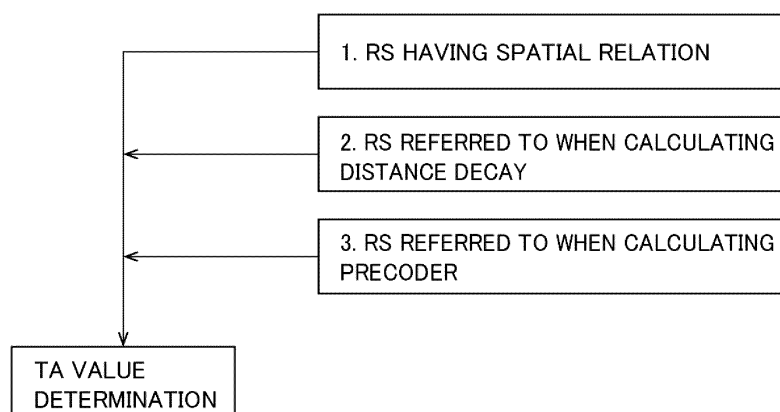 1. RS HAVING SPATIAL RELATION
2. RS REFERRED TO WHEN CALCULATING
DISTANCE DECAY
3. RS REFERRED TO WHEN CALCULATING
PRECODER
TA VALUE
DETERMINATION